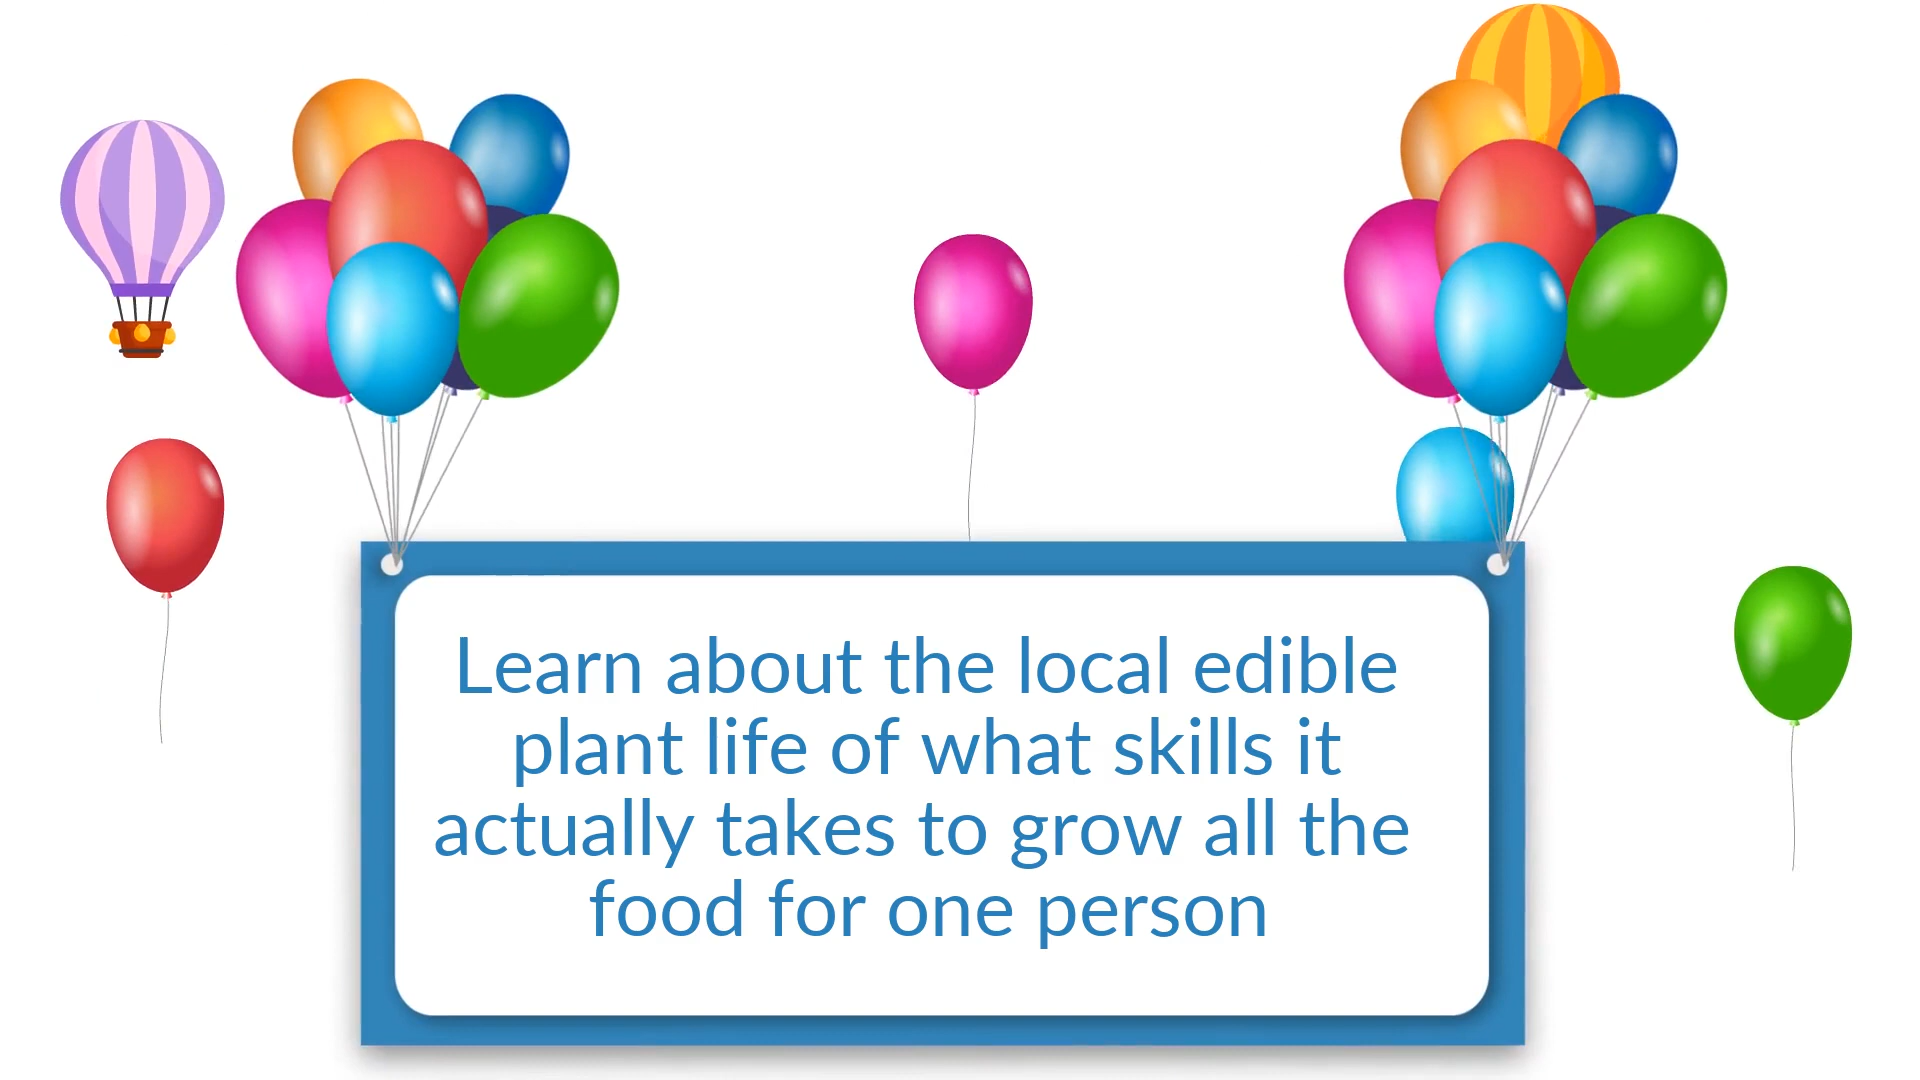 Learn about the local edible
plant life of what skills it
actually takes to grow all the
food for one person